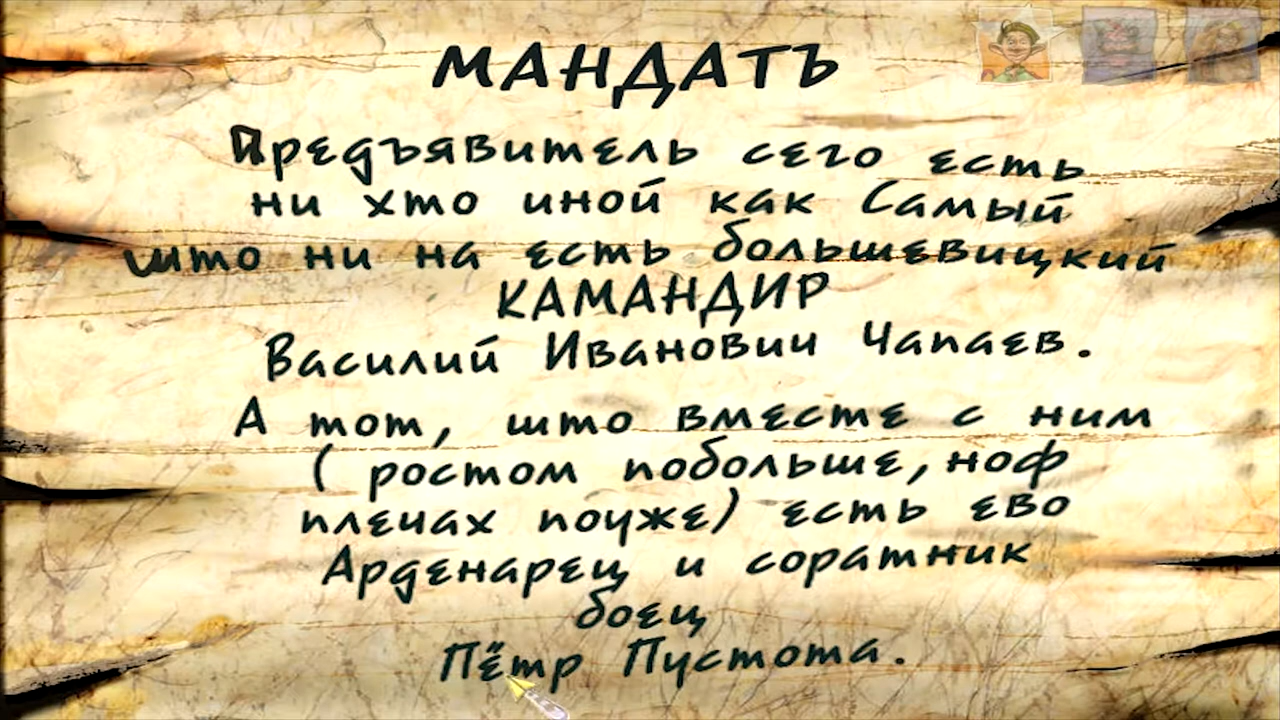 МАНДАТЪ
Предъявитель сего есть
ни хто иной как Самый
што ни на есть большевицкий
КАМАНДИР
Василий Иванович Чапаев.
А тот, што вместе с ним
( ростом побольше, ноф
плечах поуже) есть ево
Арденарец и соратник
боец
Пётр Пустота.